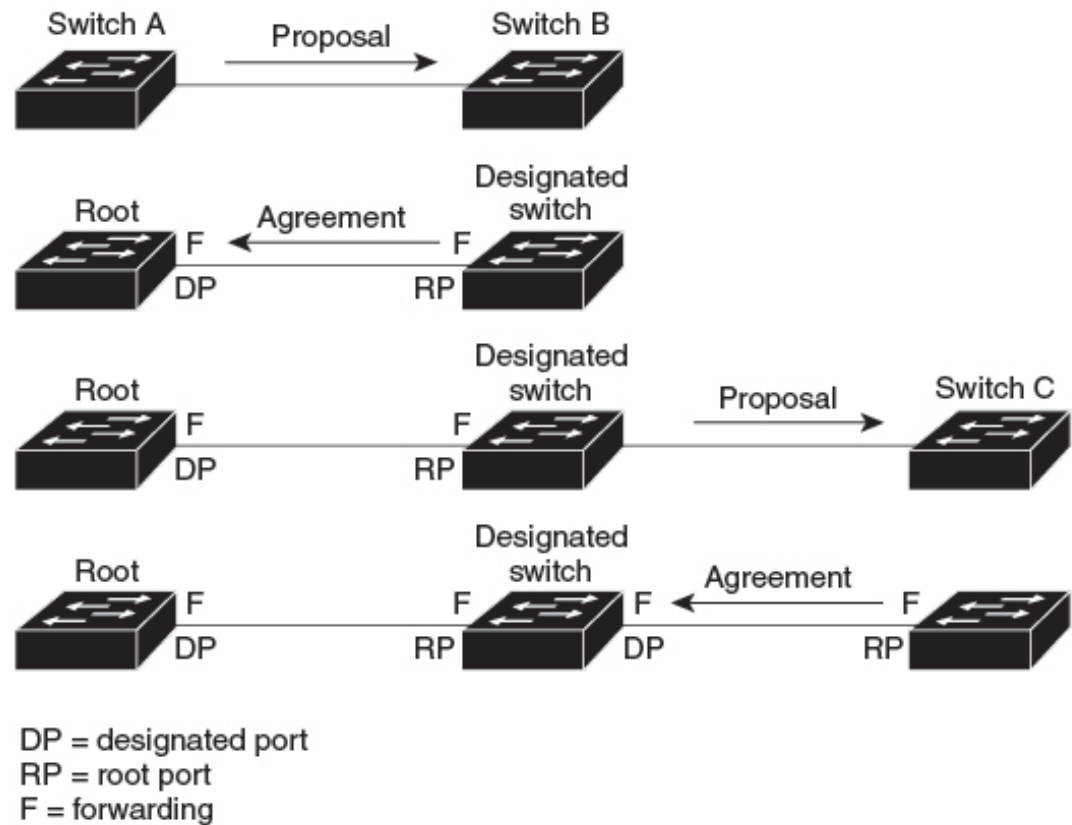 Switch A
Proposal
Switch B
Root
F
Agreement
F
Designated
switch
DP
RP
Root
F
F
Designated
switch
Proposal
Switch C
DP
RP
Root
F
F
Designated
switch
F
Agreement
F
DP
RP
DP
RP
DP = designated port
RP = root port
F = forwarding